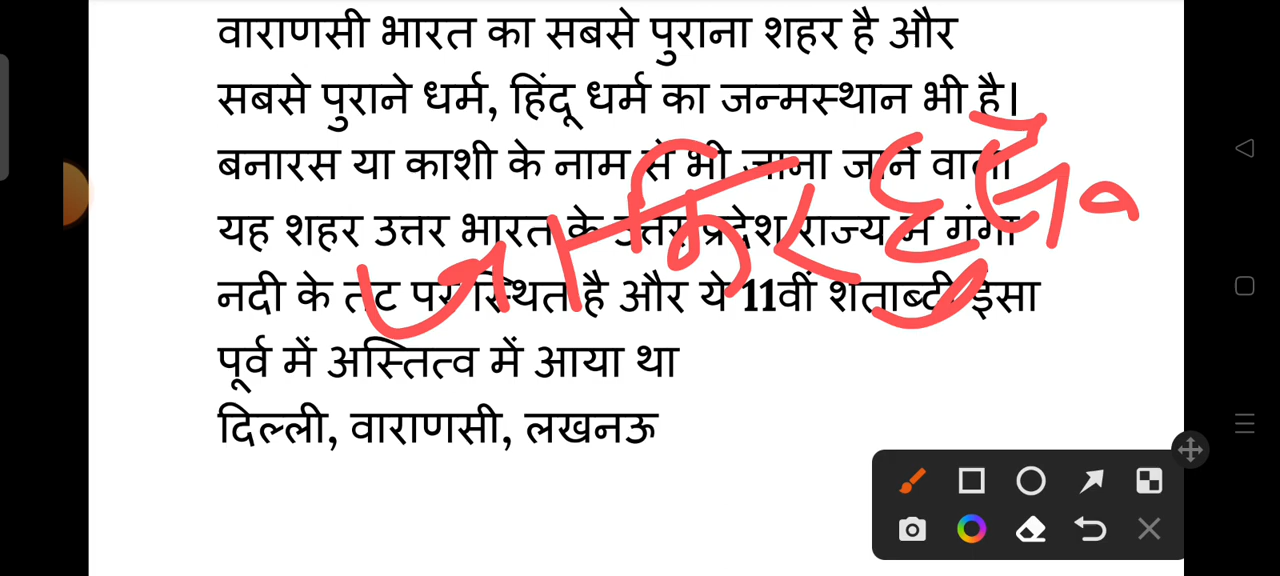 वाराणसी भारत का सबसे पुराना शहर है और
सबसे पुराने धर्म, हिंदू धर्म का जन्मस्थान भी है।
बनारस या काशी के नाम से भी जाना जाने वाला
यह शहर उत्तर भारत के उत्तर प्रदेश राज्य में गंगा
नदी के तट पर स्थित है और ये 11वीं शताब्दी ईसा
पूर्व में अस्तित्व में आया था
दिल्ली, वाराणसी, लखनऊ
जाकिर हुसैन